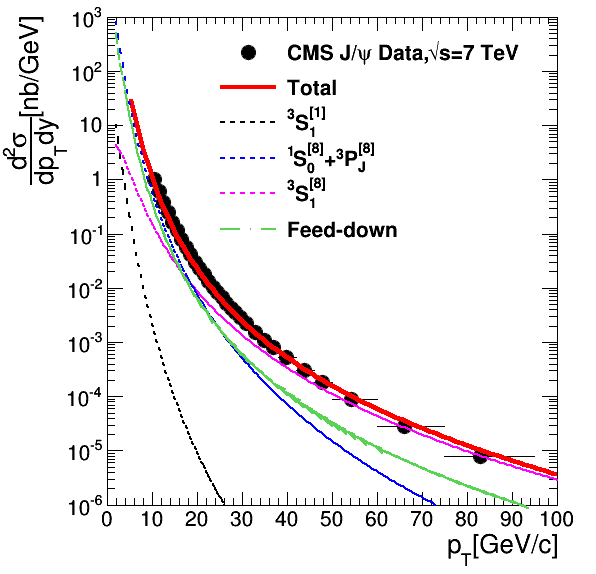 d²σ/dp_T dy [nb/GeV]
10³
10²
10
1
10⁻¹
10⁻²
10⁻³
10⁻⁴
10⁻⁵
10⁻⁶
CMS J/ψ Data,√s=7 TeV
Total
³S₁^[1]
¹S₀^[8]+³P_J^[8]
³S₁^[8]
Feed-down
0 10 20 30 40 50 60 70 80 90 100
p_T[GeV/c]